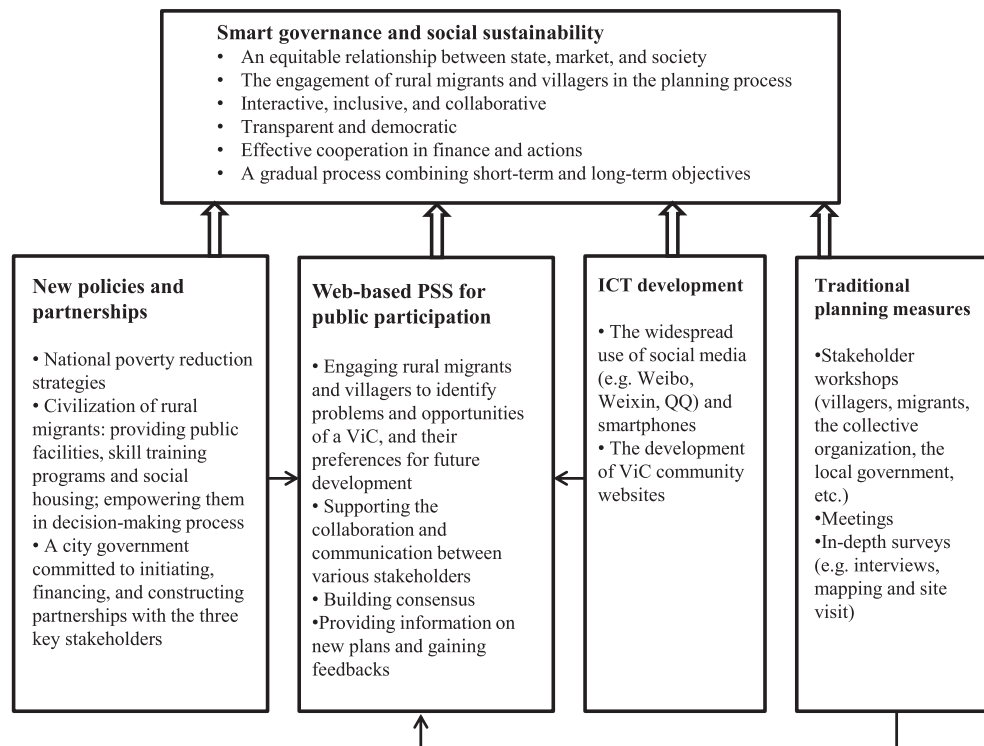 Smart governance and social sustainability
• An equitable relationship between state, market, and society
• The engagement of rural migrants and villagers in the planning process
• Interactive, inclusive, and collaborative
• Transparent and democratic
• Effective cooperation in finance and actions
• A gradual process combining short-term and long-term objectives
New policies and
partnerships
• National poverty reduction
strategies
• Civilization of rural
migrants: providing public
facilities, skill training
programs and social
housing; empowering them
in decision-making process
• A city government
committed to initiating,
financing, and constructing
partnerships with the three
key stakeholders
Web-based PSS for
public participation
• Engaging rural migrants
and villagers to identify
problems and opportunities
of a ViC, and their
preferences for future
development
• Supporting the
collaboration and
communication between
various stakeholders
• Building consensus
•Providing information on
new plans and gaining
feedbacks
ICT development
• The widespread
use of social media
(e.g. Weibo,
Weixin, QQ) and
smartphones
• The development
of ViC community
websites
Traditional
planning measures
•Stakeholder
workshops
(villagers, migrants,
the collective
organization, the
local government,
etc.)
•Meetings
•In-depth surveys
(e.g. interviews,
mapping and site
visit)